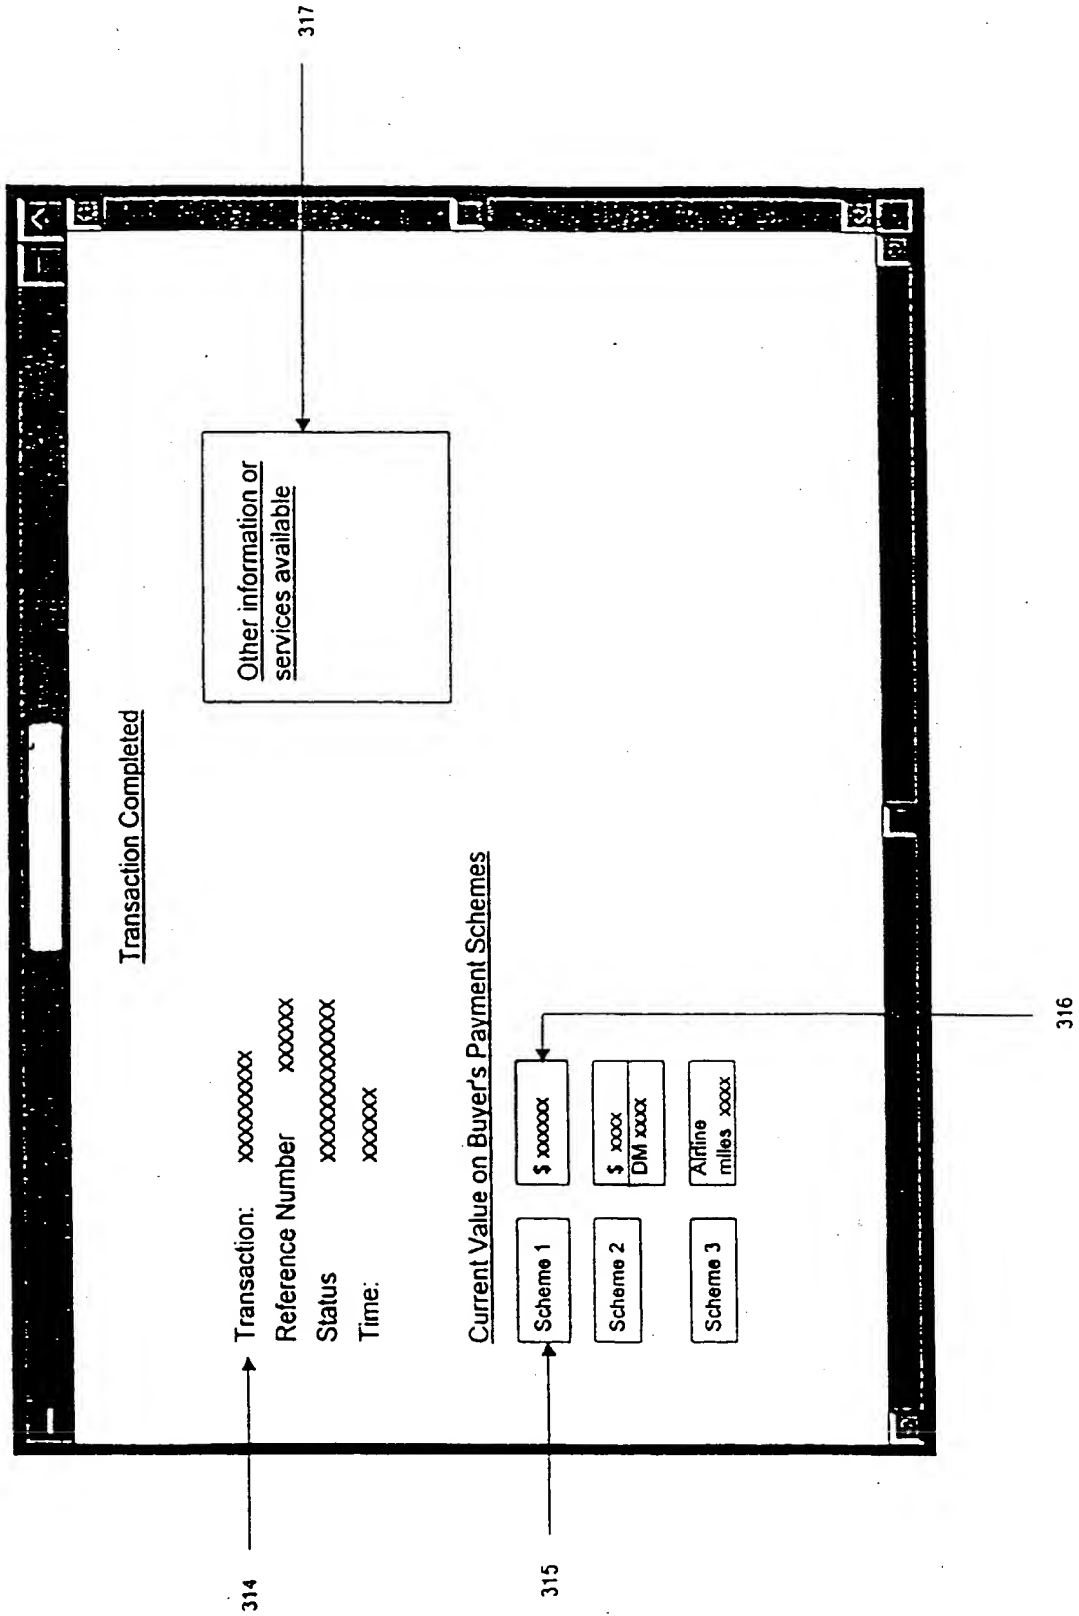 Transaction Completed
Transaction: xxxxxxxxx
Reference Number xxxxxx
Status xxxxxxxxxxxx
Time: xxxxxx
Other information or
services available
Current Value on Buyer's Payment Schemes
Scheme 1 $ xxxxxx
Scheme 2 $ xxxx
DM xxxx
Scheme 3 Airline
miles xxxx
314
315
316
317